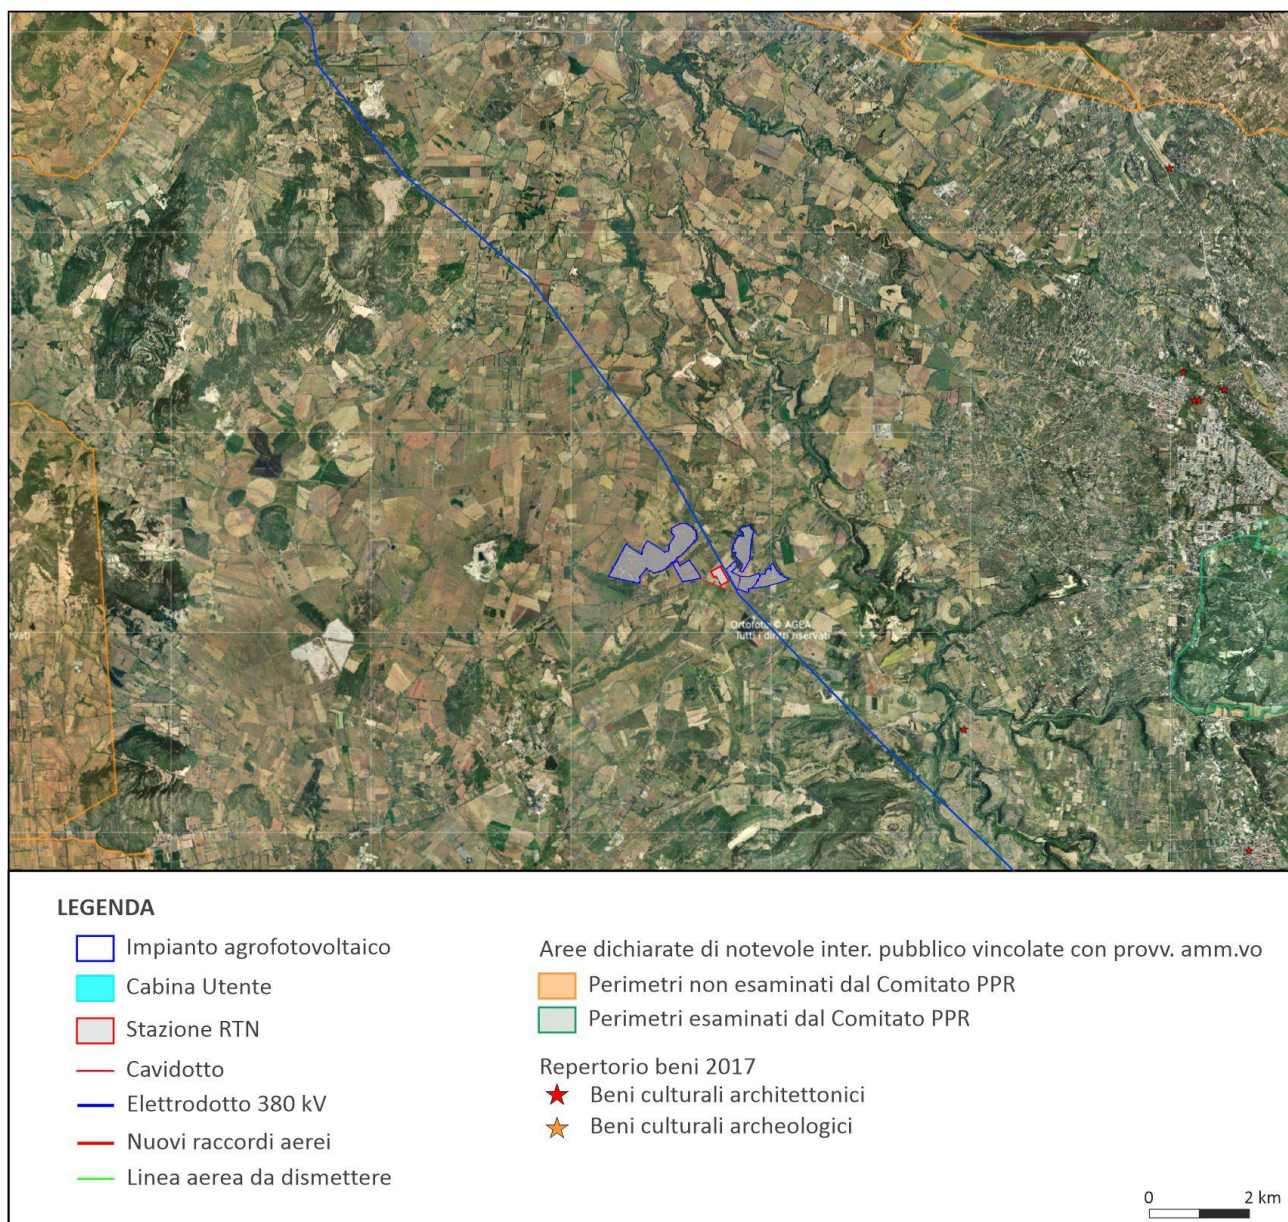 rvati
Ortofoto © AGEA
Tutti i diritti riservati
LEGENDA
Impianto agrofotovoltaico
Cabina Utente
Stazione RTN
Cavidotto
Elettrodotto 380 kV
Nuovi raccordi aerei
Linea aerea da dismettere
Aree dichiarate di notevole inter. pubblico vincolate con provv. amm.vo
Perimetri non esaminati dal Comitato PPR
Perimetri esaminati dal Comitato PPR
Repertorio beni 2017
Beni culturali architettonici
Beni culturali archeologici
0 2 km